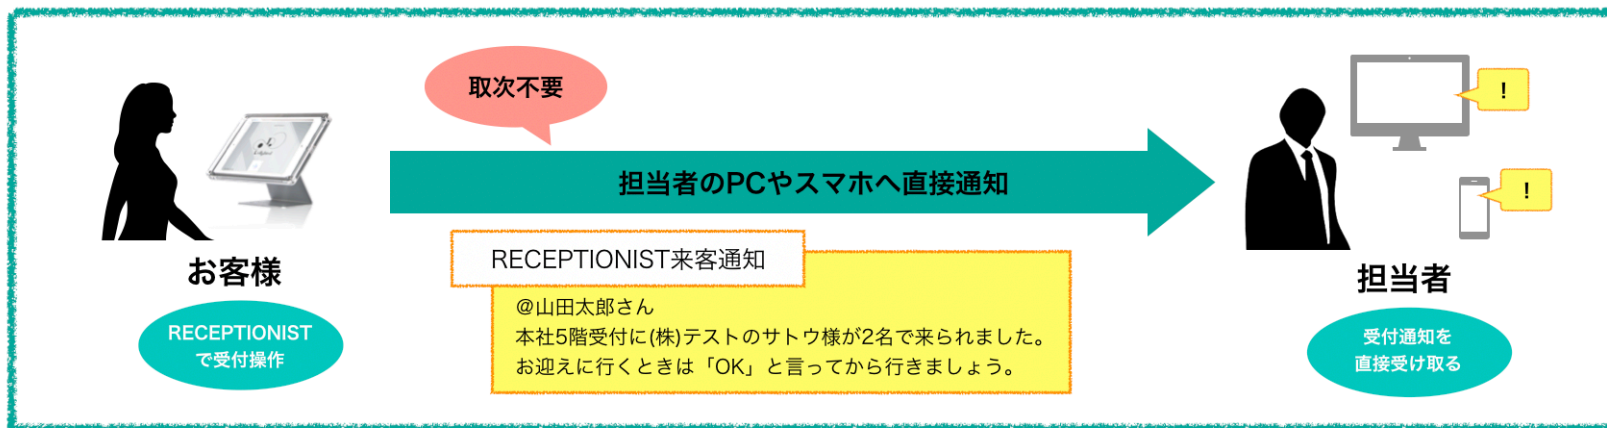 取次不要
!
担当者のPCやスマホへ直接通知
!
RECEPTIONIST来客通知
お客様
担当者
@山田太郎さん
本社5階受付に(株)テストのサトウ様が2名で来られました。
お迎えに行くときは「OK」と言ってから行きましょう。
RECEPTIONIST
で受付操作
受付通知を
直接受け取る